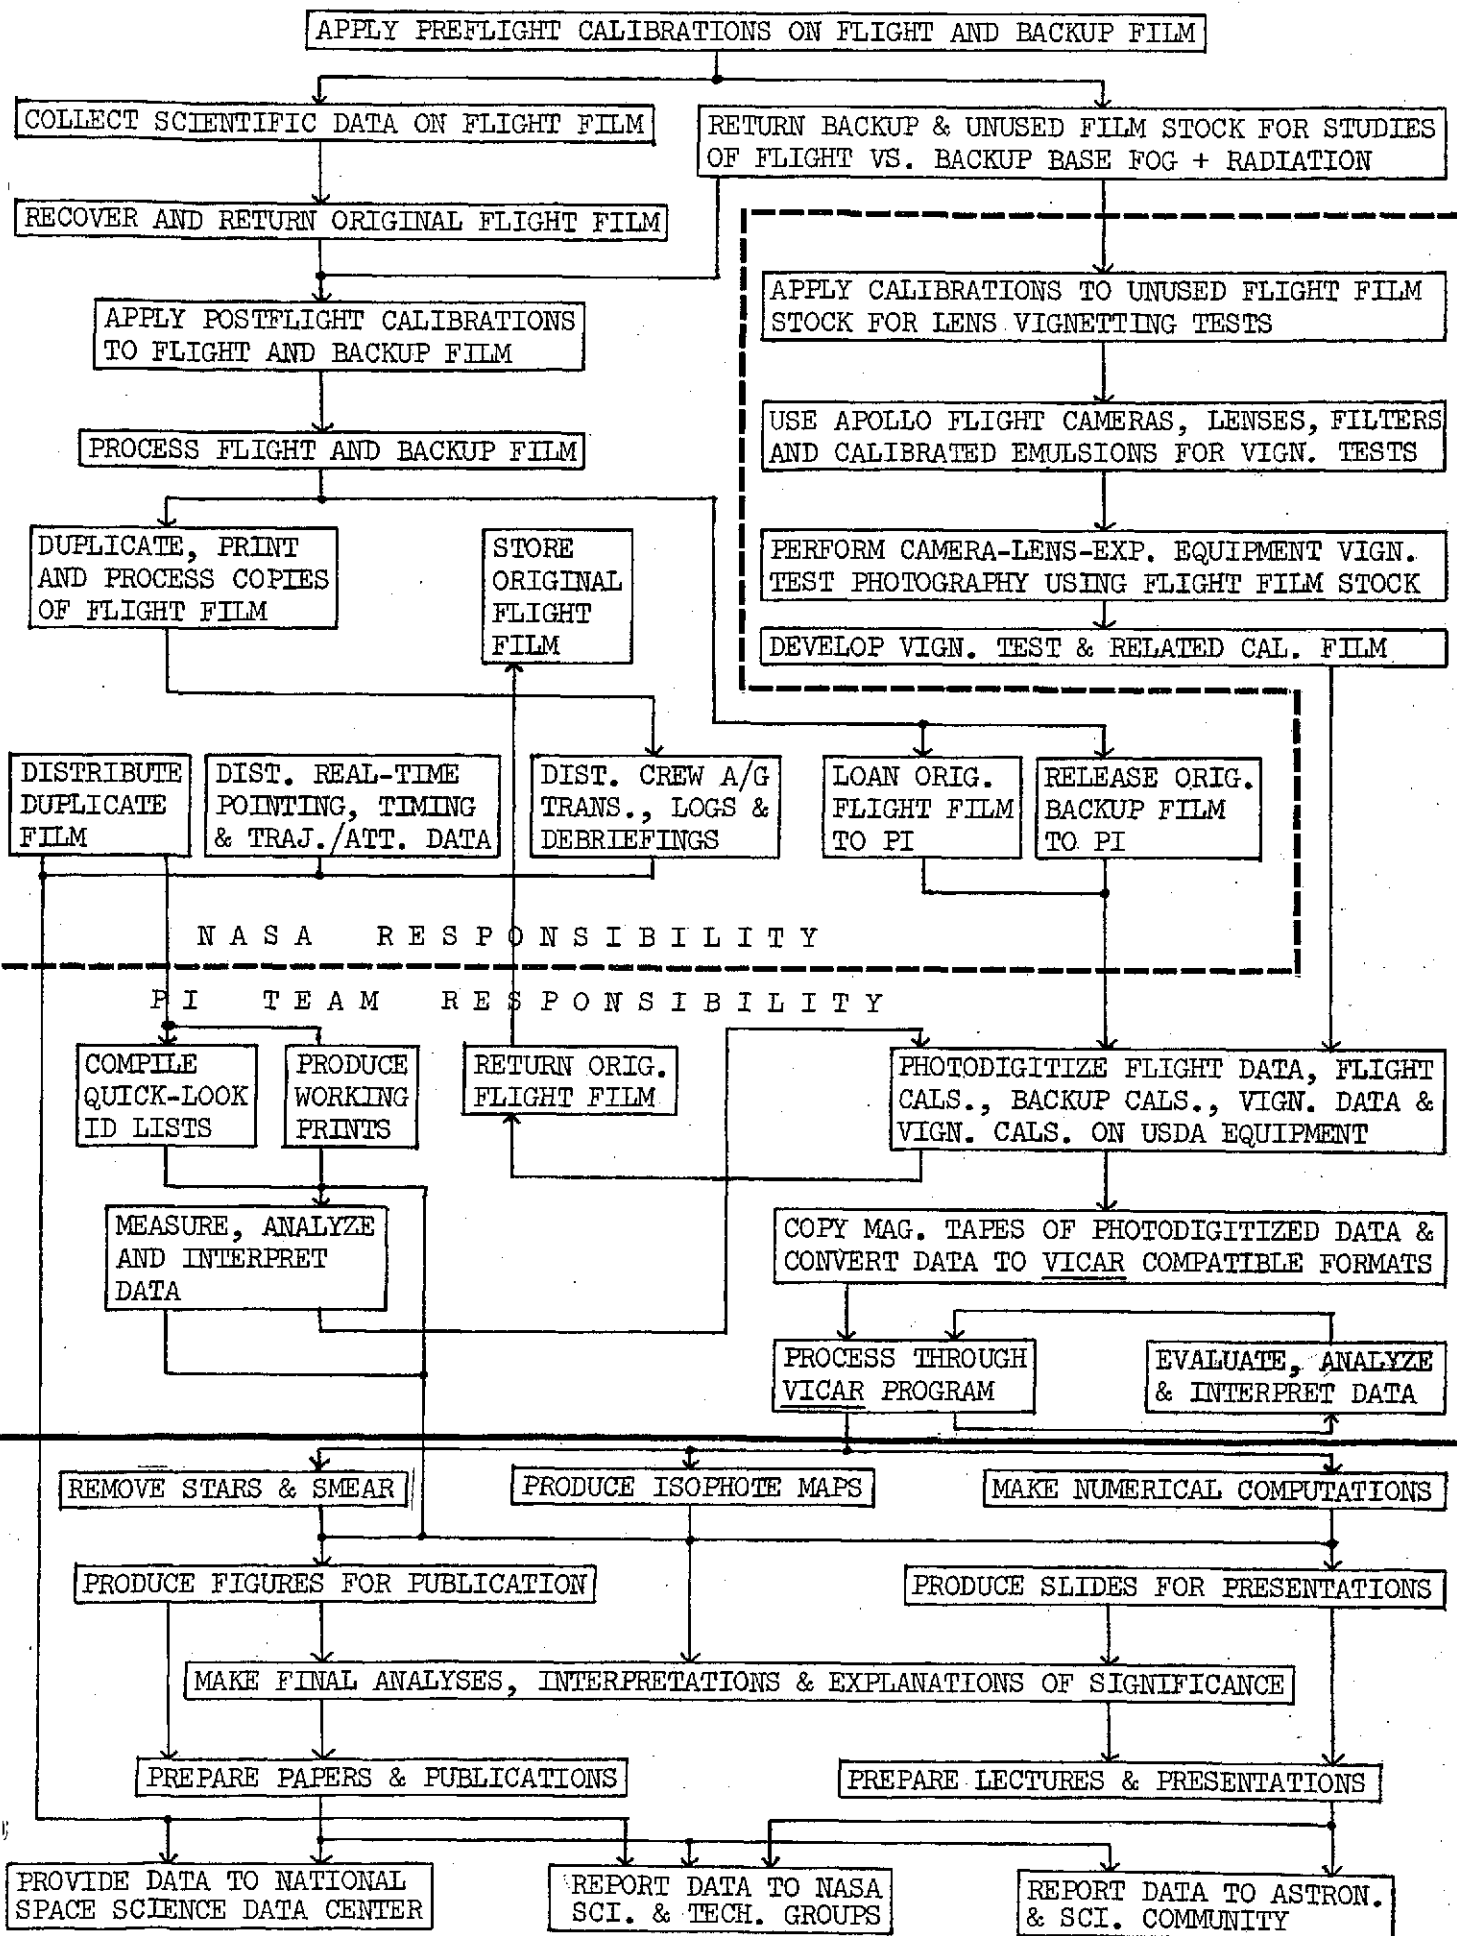 APPLY PREFLIGHT CALIBRATIONS ON FLIGHT AND BACKUP FILM
COLLECT SCIENTIFIC DATA ON FLIGHT FILM
RETURN BACKUP & UNUSED FILM STOCK FOR STUDIES
OF FLIGHT VS. BACKUP BASE FOG + RADIATION
RECOVER AND RETURN ORIGINAL FLIGHT FILM
APPLY CALIBRATIONS TO UNUSED FLIGHT FILM
STOCK FOR LENS VIGNETTING TESTS
APPLY POSTFLIGHT CALIBRATIONS
TO FLIGHT AND BACKUP FILM
USE APOLLO FLIGHT CAMERAS, LENSES, FILTERS
AND CALIBRATED EMULSIONS FOR VIGN. TESTS
PROCESS FLIGHT AND BACKUP FILM
DUPLICATE, PRINT
AND PROCESS COPIES
OF FLIGHT FILM
STORE
ORIGINAL
FLIGHT
FILM
PERFORM CAMERA-LENS-EXP. EQUIPMENT VIGN.
TEST PHOTOGRAPHY USING FLIGHT FILM STOCK
DEVELOP VIGN. TEST & RELATED CAL. FILM
DISTRIBUTE
DUPLICATE
FILM
DIST. REAL-TIME
POINTING, TIMING
& TRAJ./ATT. DATA
DIST. CREW A/G
TRANS., LOGS &
DEBRIEFINGS
LOAN ORIG.
FLIGHT FILM
TO PI
RELEASE ORIG.
BACKUP FILM
TO PI
NASA RESPONSIBILITY
PI TEAM RESPONSIBILITY
COMPILE
QUICK-LOOK
ID LISTS
PRODUCE
WORKING
PRINTS
RETURN ORIG.
FLIGHT FILM
PHOTODIGITIZE FLIGHT DATA, FLIGHT
CALS., BACKUP CALS., VIGN. DATA &
VIGN. CALS. ON USDA EQUIPMENT
MEASURE, ANALYZE
AND INTERPRET
DATA
COPY MAG. TAPES OF PHOTODIGITIZED DATA &
CONVERT DATA TO VICAR COMPATIBLE FORMATS
PROCESS THROUGH
VICAR PROGRAM
EVALUATE, ANALYZE
& INTERPRET DATA
REMOVE STARS & SMEAR
PRODUCE ISOPHOTE MAPS
MAKE NUMERICAL COMPUTATIONS
PRODUCE FIGURES FOR PUBLICATION
PRODUCE SLIDES FOR PRESENTATIONS
MAKE FINAL ANALYSES, INTERPRETATIONS & EXPLANATIONS OF SIGNIFICANCE
PREPARE PAPERS & PUBLICATIONS
PREPARE LECTURES & PRESENTATIONS
PROVIDE DATA TO NATIONAL
SPACE SCIENCE DATA CENTER
REPORT DATA TO NASA
SCI. & TECH. GROUPS
REPORT DATA TO ASTRON.
& SCI. COMMUNITY